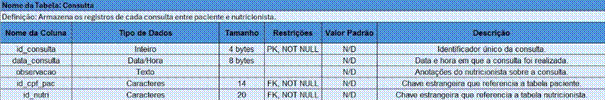 Nome da Tabela: Consulta
Definição: Armazena os registros de cada consulta entre paciente e nutricionista.
Nome da Coluna Tipo de Dados Tamanho Restrições Valor Padrão Descrição
id_consulta Inteiro 4 bytes PK, NOT NULL N/D Identificador único da consulta.
data_consulta Data/Hora 8 bytes N/D Data e hora em que a consulta foi realizada.
observacao Texto N/D Anotações do nutricionista sobre a consulta.
id_cpf_pac Caracteres 14 FK, NOT NULL N/D Chave estrangeira que referencia a tabela paciente.
id_nutri Caracteres 20 FK, NOT NULL N/D Chave estrangeira que referencia a tabela nutricionista.